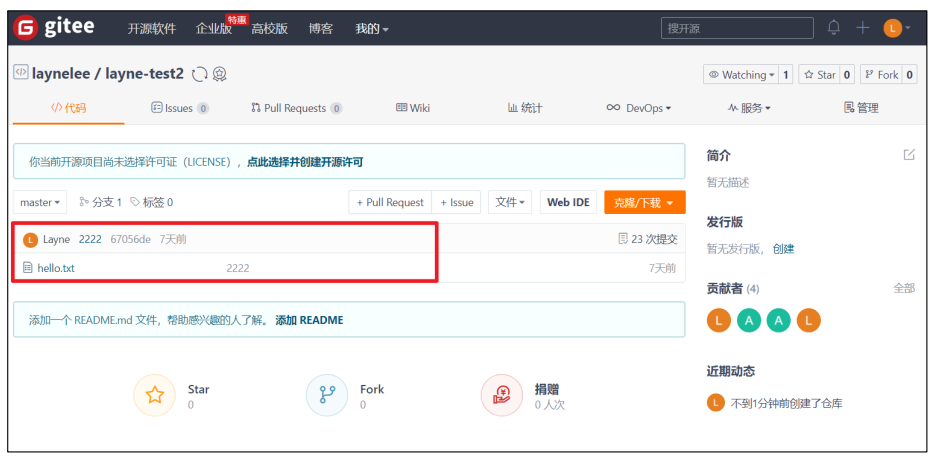 gitee 开源软件 企业版 特惠 高校版 博客 我的 搜开源 L
laynelee / layne-test2 Watching 1 Star 0 Fork 0
代码 Issues 0 Pull Requests 0 Wiki 统计 DevOps 服务 管理
你当前开源项目尚未选择许可证（LICENSE），点此选择并创建开源许可
master 分支 1 标签 0 + Pull Request + Issue 文件 Web IDE 克隆/下载
L Layne 2222 67056de 7天前 23 次提交
hello.txt 2222 7天前
添加一个 README.md 文件，帮助感兴趣的人了解。添加 README
Star
0
Fork
0
捐赠
0 人次
简介
暂无描述
发行版
暂无发行版，创建
贡献者 (4) 全部
L A A L
近期动态
L 不到1分钟前创建了仓库